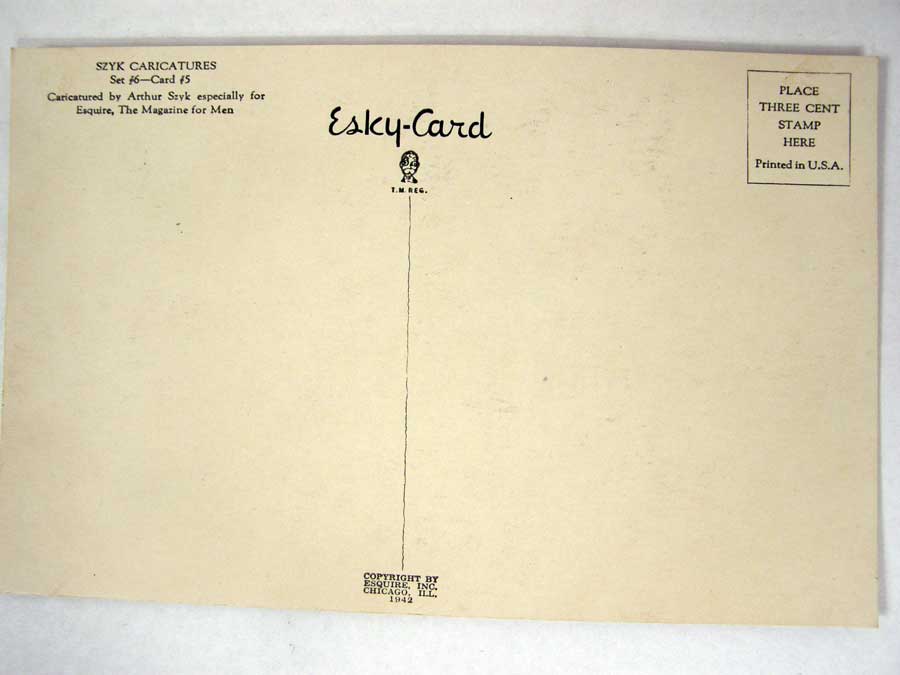 SZYK CARICATURES
Set #6—Card #5
Caricatured by Arthur Szyk especially for
Esquire, The Magazine for Men
Esky-Card
T.M. REG.
PLACE
THREE CENT
STAMP
HERE
Printed in U.S.A.
COPYRIGHT BY
ESQUIRE, INC.
CHICAGO, ILL.
1942